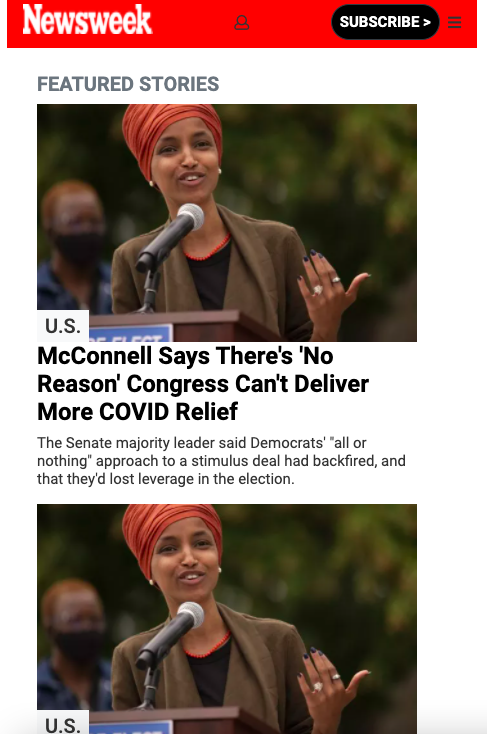 Newsweek
SUBSCRIBE >
FEATURED STORIES
U.S.
McConnell Says There's 'No
Reason' Congress Can't Deliver
More COVID Relief
The Senate majority leader said Democrats' "all or
nothing" approach to a stimulus deal had backfired, and
that they'd lost leverage in the election.
U.S.